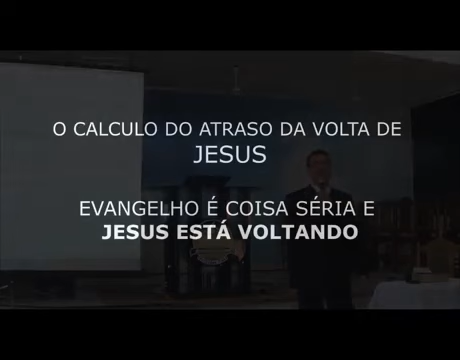 O CALCULO DO ATRASO DA VOLTA DE
JESUS
EVANGELHO É COISA SÉRIA E
JESUS ESTÁ VOLTANDO